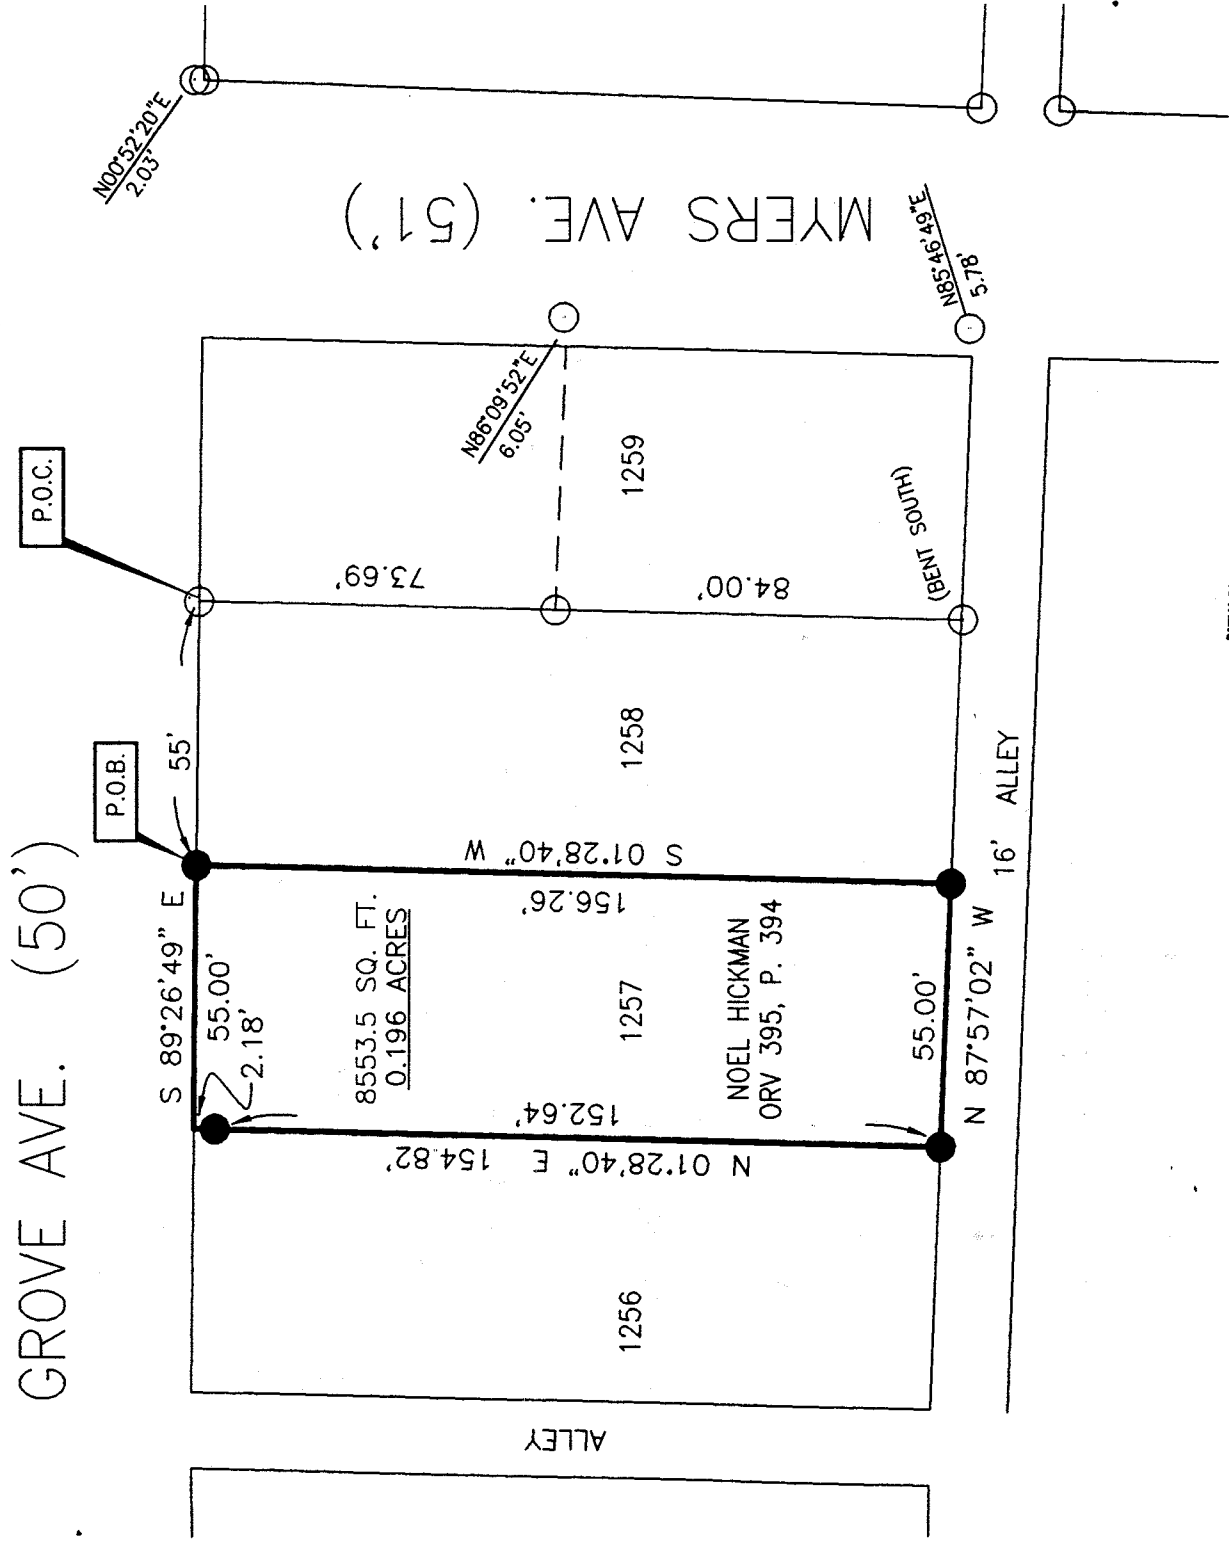 GROVE AVE. (50')
P.O.C.
P.O.B.
N00°52'20"E
2.03'
MYERS AVE. (51')
55'
S 89°26'49" E
55.00'
2.18'
8553.5 SQ. FT.
0.196 ACRES
S 01°28'40" W
156.26'
N 01°28'40" E 154.82'
152.64'
73.69'
84.00'
N86°09'52"E
6.05'
N85°46'49"E
5.78'
(BENT SOUTH)
1256
1257
1258
1259
NOEL HICKMAN
ORV 395, P. 394
55.00'
N 87°57'02" W
16' ALLEY
ALLEY